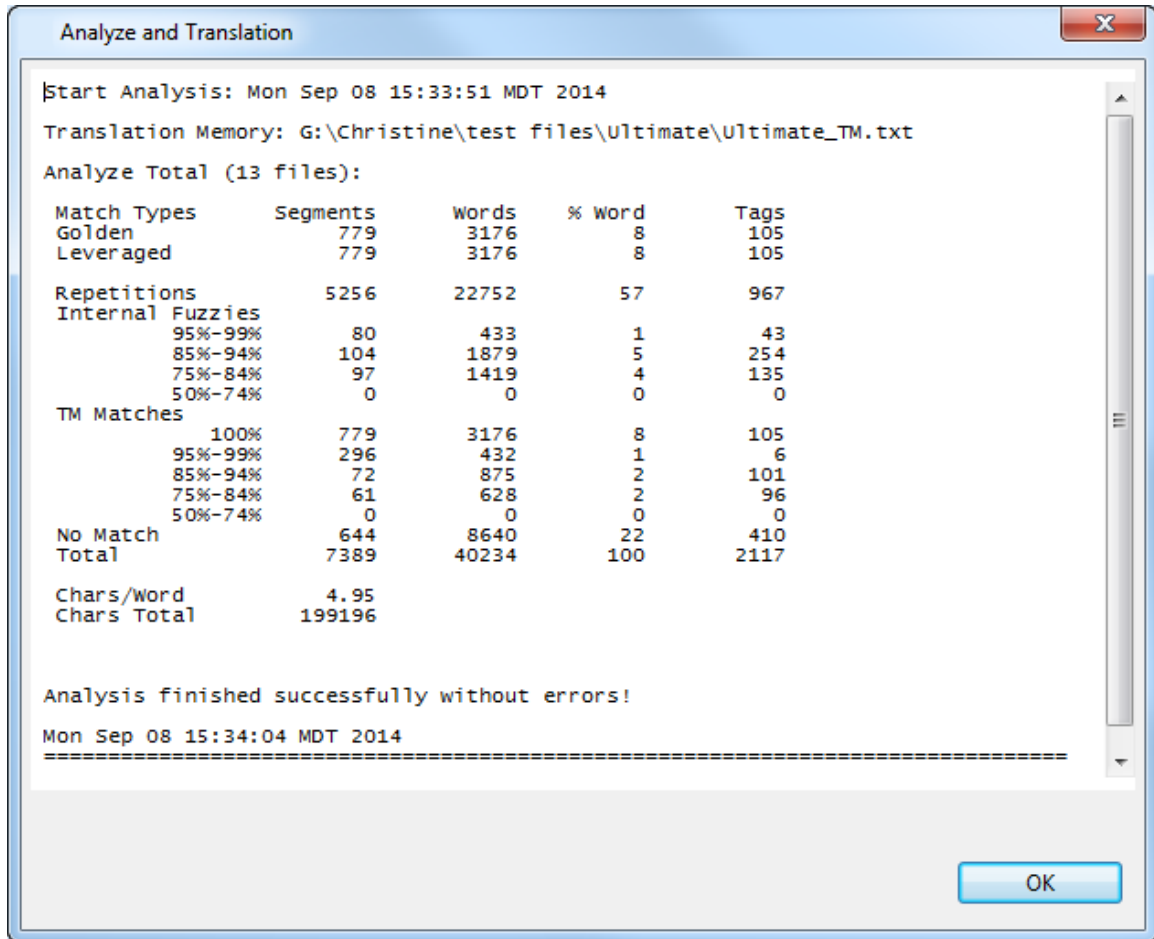 Analyze and Translation
Start Analysis: Mon Sep 08 15:33:51 MDT 2014
Translation Memory: G:\Christine\test files\Ultimate\Ultimate_TM.txt
Analyze Total (13 files):
Match Types Segments Words % Word Tags
Golden 779 3176 8 105
Leveraged 779 3176 8 105
Repetitions 5256 22752 57 967
Internal Fuzzies
95%-99% 80 433 1 43
85%-94% 104 1879 5 254
75%-84% 97 1419 4 135
50%-74% 0 0 0 0
TM Matches
100% 779 3176 8 105
95%-99% 296 432 1 6
85%-94% 72 875 2 101
75%-84% 61 628 2 96
50%-74% 0 0 0 0
No Match 644 8640 22 410
Total 7389 40234 100 2117
Chars/Word 4.95
Chars Total 199196
Analysis finished successfully without errors!
Mon Sep 08 15:34:04 MDT 2014
================================================================================
OK